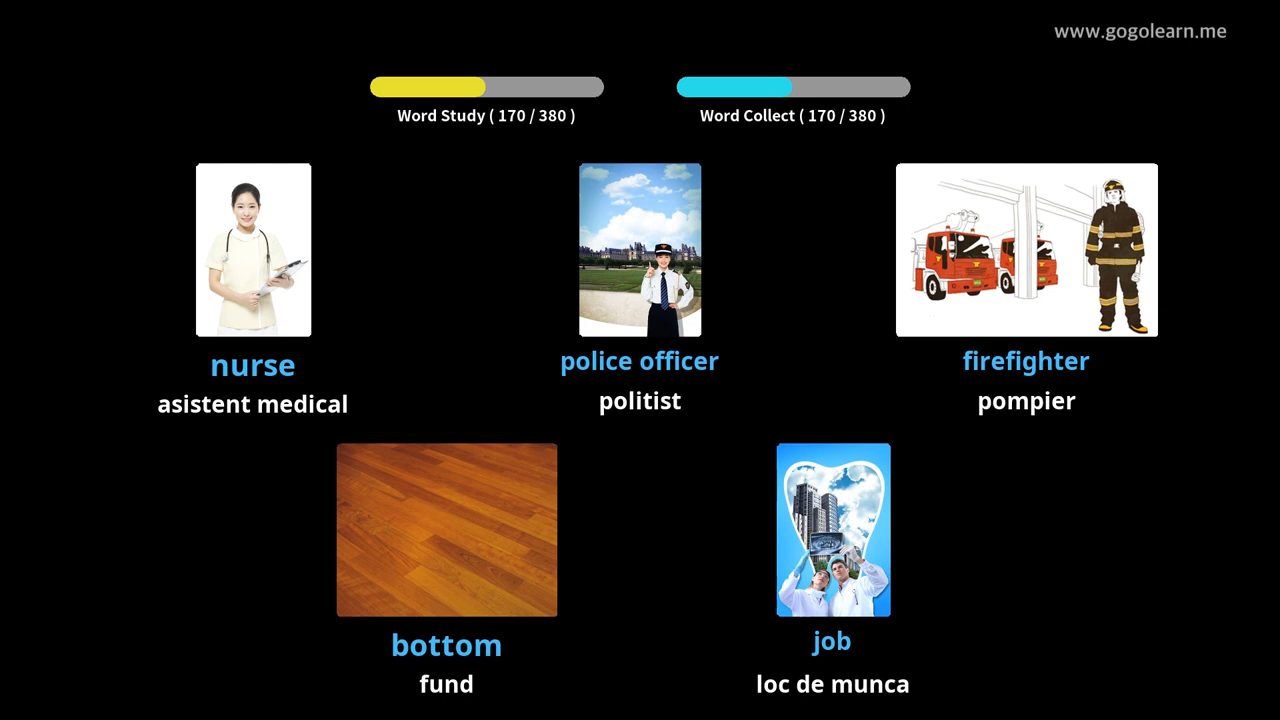 www.gogolearn.me
Word Study ( 170 / 380 )
Word Collect ( 170 / 380 )
nurse
asistent medical
police officer
politist
firefighter
pompier
bottom
fund
job
loc de munca